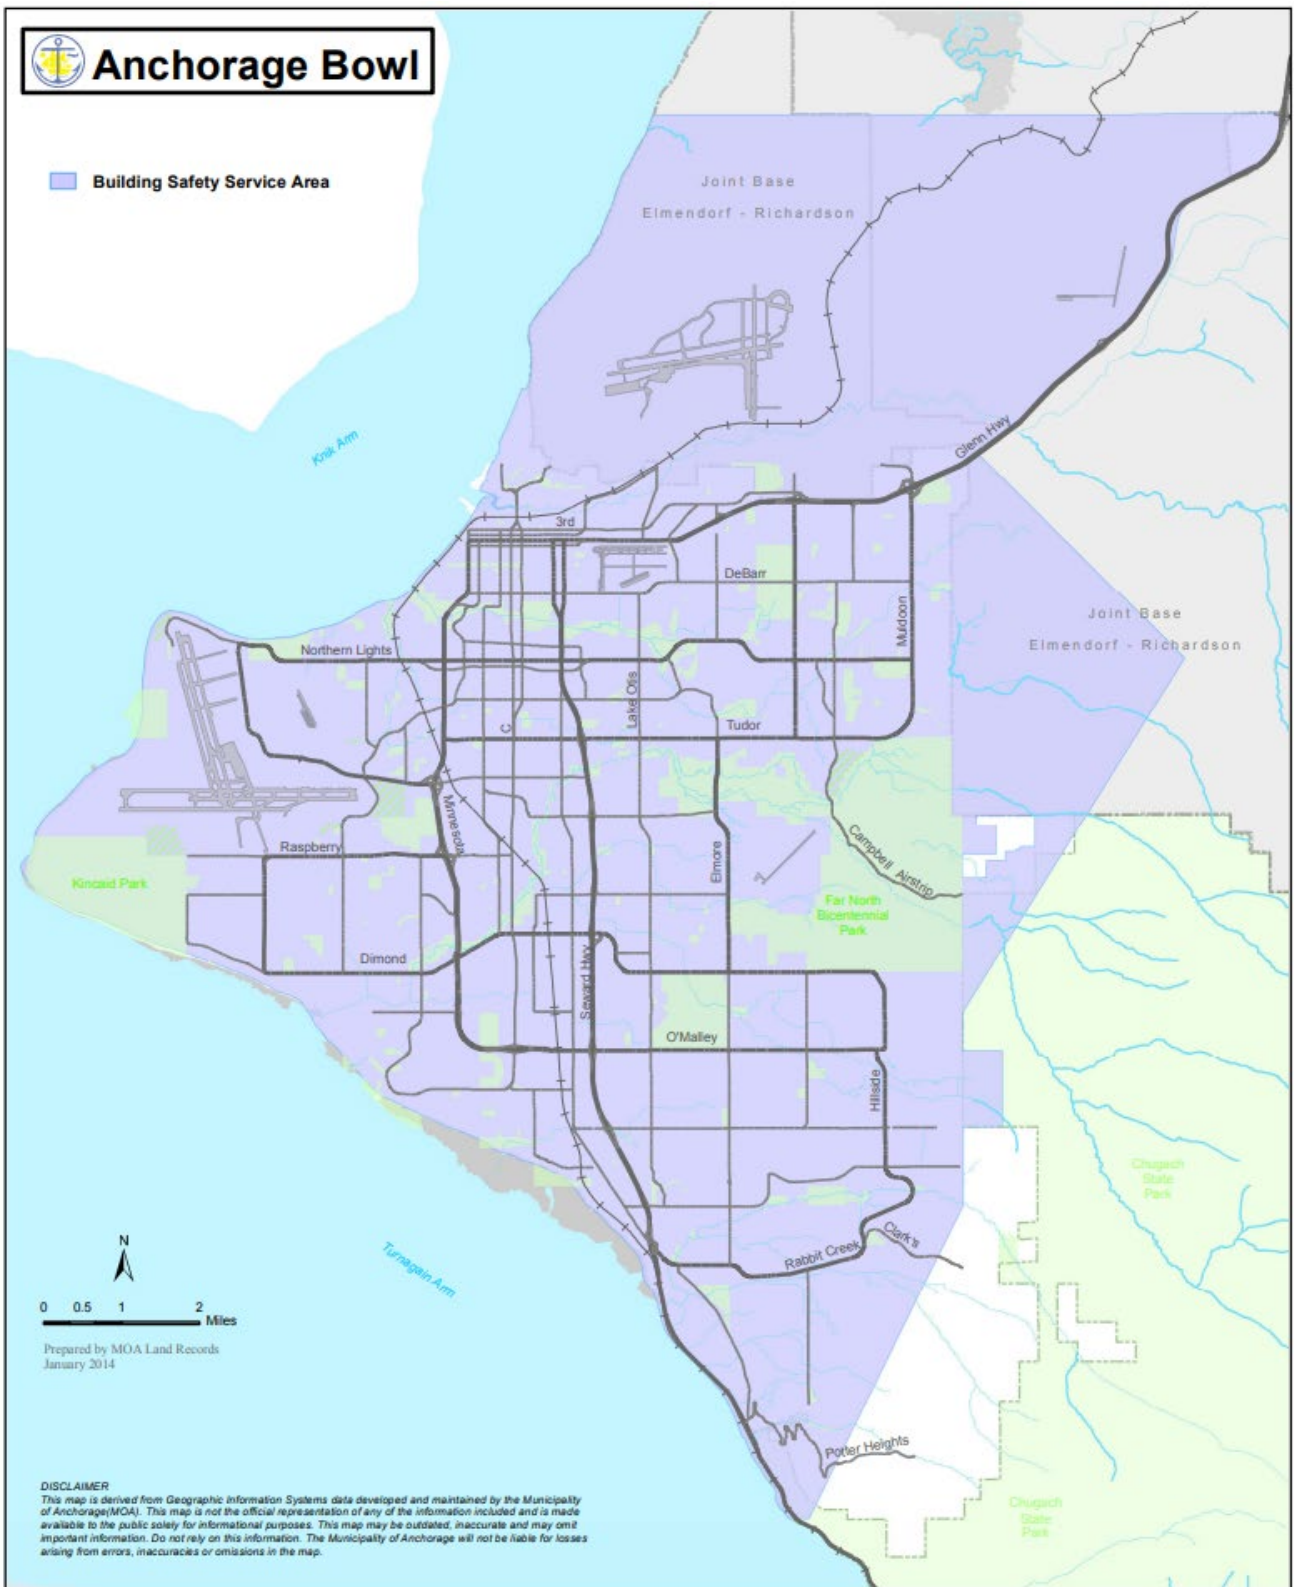 Anchorage Bowl
Building Safety Service Area
Joint Base
Elmendorf - Richardson
Knik Arm
Glenn Hwy
3rd
DeBarr
Muldoon
Joint Base
Elmendorf - Richardson
Northern Lights
Lake Otis
C
Tudor
Minnesota
Raspberry
Elmore
Campbell Airstrip
Kincaid Park
Far North
Bicentennial
Park
Dimond
Seward Hwy
O'Malley
Hillside
Chugach
State
Park
Rabbit Creek
Clark's
N
Turnagain Arm
0 0.5 1 2
Miles
Prepared by MOA Land Records
January 2014
Potter Heights
Chugach
State
Park
DISCLAIMER
This map is derived from Geographic Information Systems data developed and maintained by the Municipality
of Anchorage(MOA). This map is not the official representation of any of the information included and is made
available to the public solely for informational purposes. This map may be outdated, inaccurate and may omit
important information. Do not rely on this information. The Municipality of Anchorage will not be liable for losses
arising from errors, inaccuracies or omissions in the map.